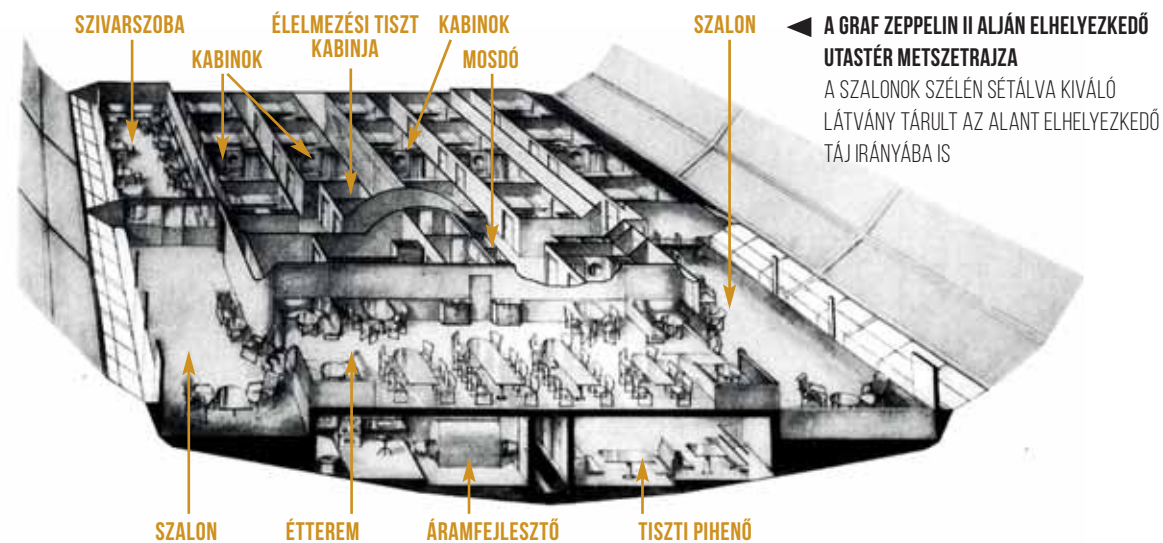 SZIVARSZOBA
KABINOK
ÉLELMEZÉSI TISZT
KABINJA
KABINOK
MOSDÓ
SZALON
A GRAF ZEPPELIN II ALJÁN ELHELYEZKEDŐ
UTASTÉR METSZETRAJZA
A SZALONOK SZÉLÉN SÉTÁLVA KIVÁLÓ
LÁTVÁNY TÁRULT AZ ALANT ELHELYEZKEDŐ
TÁJ IRÁNYÁBA IS
SZALON
ÉTTEREM
ÁRAMFEJLESZTŐ
TISZTI PIHENŐ